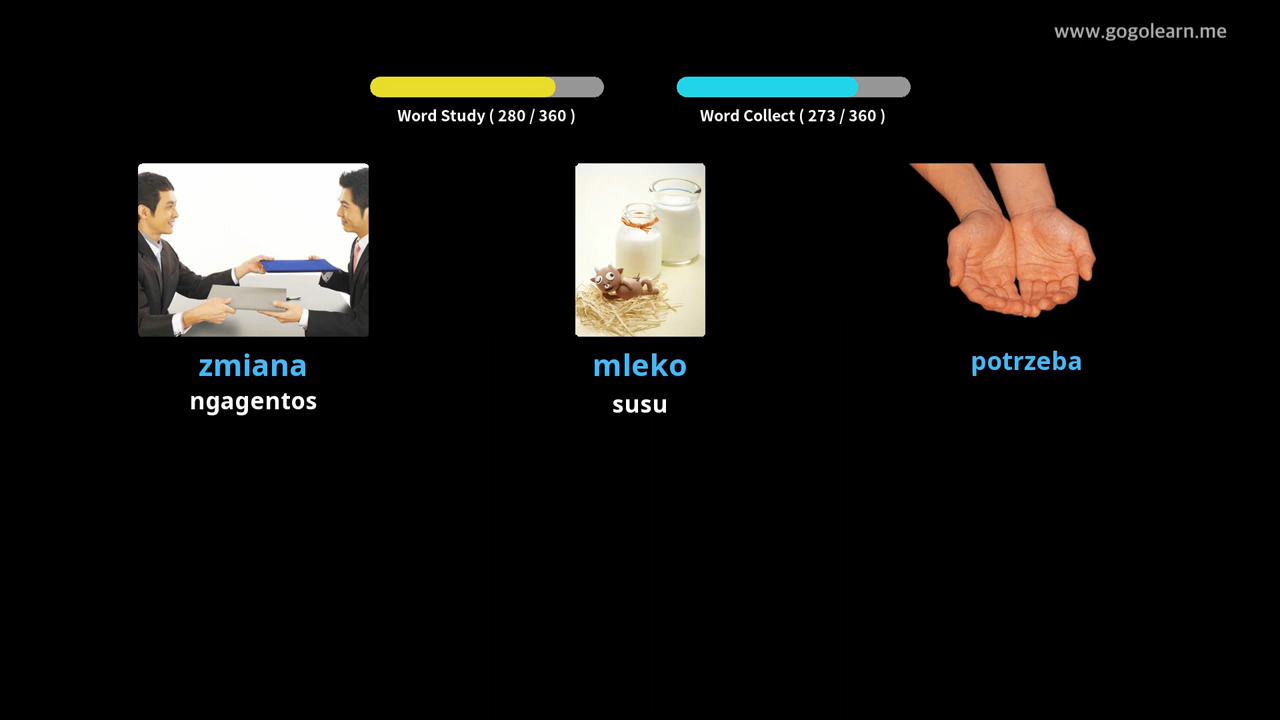 www.gogolearn.me
Word Study ( 280 / 360 )
Word Collect ( 273 / 360 )
zmiana
mleko
potrzeba
ngagentos
susu